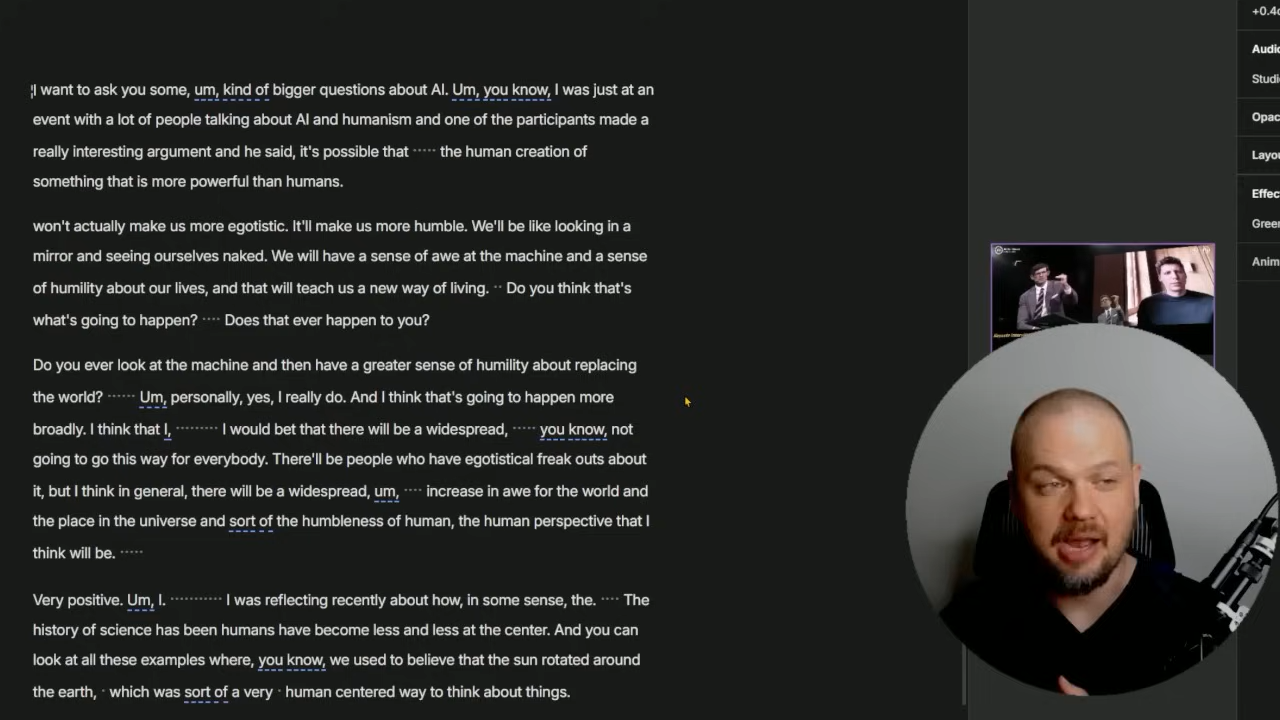 I want to ask you some, um, kind of bigger questions about AI. Um, you know, I was just at an
event with a lot of people talking about AI and humanism and one of the participants made a
really interesting argument and he said, it's possible that ····· the human creation of
something that is more powerful than humans.
won't actually make us more egotistic. It'll make us more humble. We'll be like looking in a
mirror and seeing ourselves naked. We will have a sense of awe at the machine and a sense
of humility about our lives, and that will teach us a new way of living. ·· Do you think that's
what's going to happen? ···· Does that ever happen to you?
Do you ever look at the machine and then have a greater sense of humility about replacing
the world? ······ Um, personally, yes, I really do. And I think that's going to happen more
broadly. I think that I, ········· I would bet that there will be a widespread, ····· you know, not
going to go this way for everybody. There'll be people who have egotistical freak outs about
it, but I think in general, there will be a widespread, um, ···· increase in awe for the world and
the place in the universe and sort of the humbleness of human, the human perspective that I
think will be. ·····
Very positive. Um, I. ··········· I was reflecting recently about how, in some sense, the. ···· The
history of science has been humans have become less and less at the center. And you can
look at all these examples where, you know, we used to believe that the sun rotated around
the earth, · which was sort of a very · human centered way to think about things.
Audio
Studi
Opac
Layou
Effec
Gree
Anim